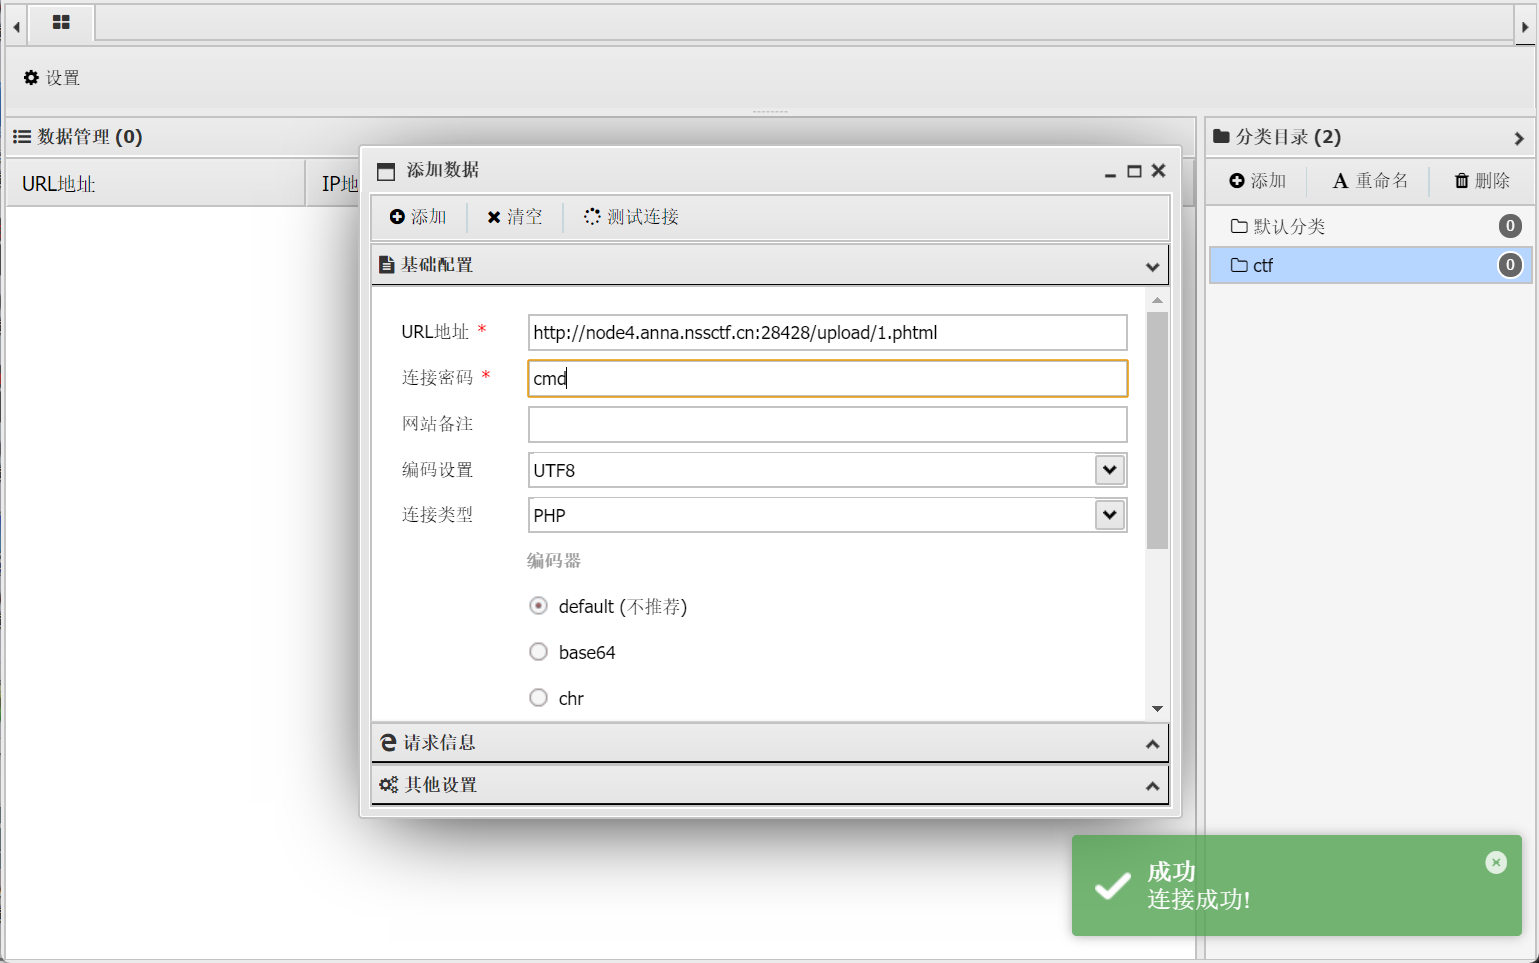 设置
数据管理 (0)
URL地址
IP地
分类目录 (2)
添加
重命名
删除
默认分类 0
ctf 0
添加数据
添加
清空
测试连接
基础配置
URL地址 * http://node4.anna.nssctf.cn:28428/upload/1.phtml
连接密码 * cmd
网站备注
编码设置 UTF8
连接类型 PHP
编码器
default (不推荐)
base64
chr
请求信息
其他设置
成功
连接成功!